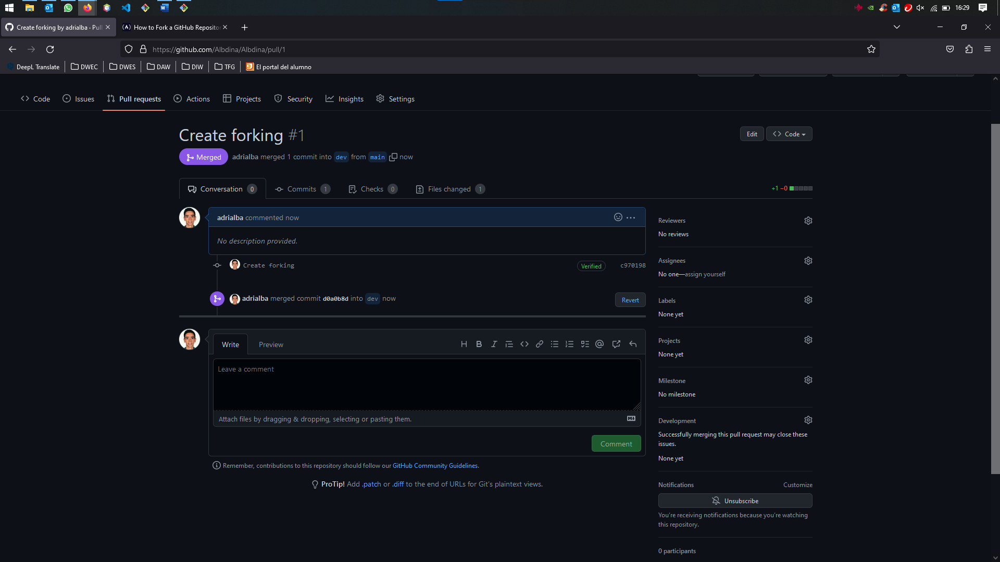 16:29
Create forking by adrialba · Pull
How to Fork a GitHub Reposito
https://github.com/Albdina/Albdina/pull/1
DeepL Translate
DWEC
DWES
DAW
DIW
TFG
El portal del alumno
Code
Issues
Pull requests
Actions
Projects
Security
Insights
Settings
Create forking #1
Edit
Code
Merged
adrialba merged 1 commit into dev from main now
Conversation 0
Commits 1
Checks 0
Files changed 1
+1 −0
adrialba commented now
No description provided.
Create forking
Verified
c970198
adrialba merged commit d0a0b8d into dev now
Revert
Write
Preview
Leave a comment
Attach files by dragging & dropping, selecting or pasting them.
Comment
Remember, contributions to this repository should follow our GitHub Community Guidelines.
ProTip! Add .patch or .diff to the end of URLs for Git's plaintext views.
Reviewers
No reviews
Assignees
No one—assign yourself
Labels
None yet
Projects
None yet
Milestone
No milestone
Development
Successfully merging this pull request may close these
issues.
None yet
Notifications
Customize
Unsubscribe
You're receiving notifications because you're watching
this repository.
0 participants